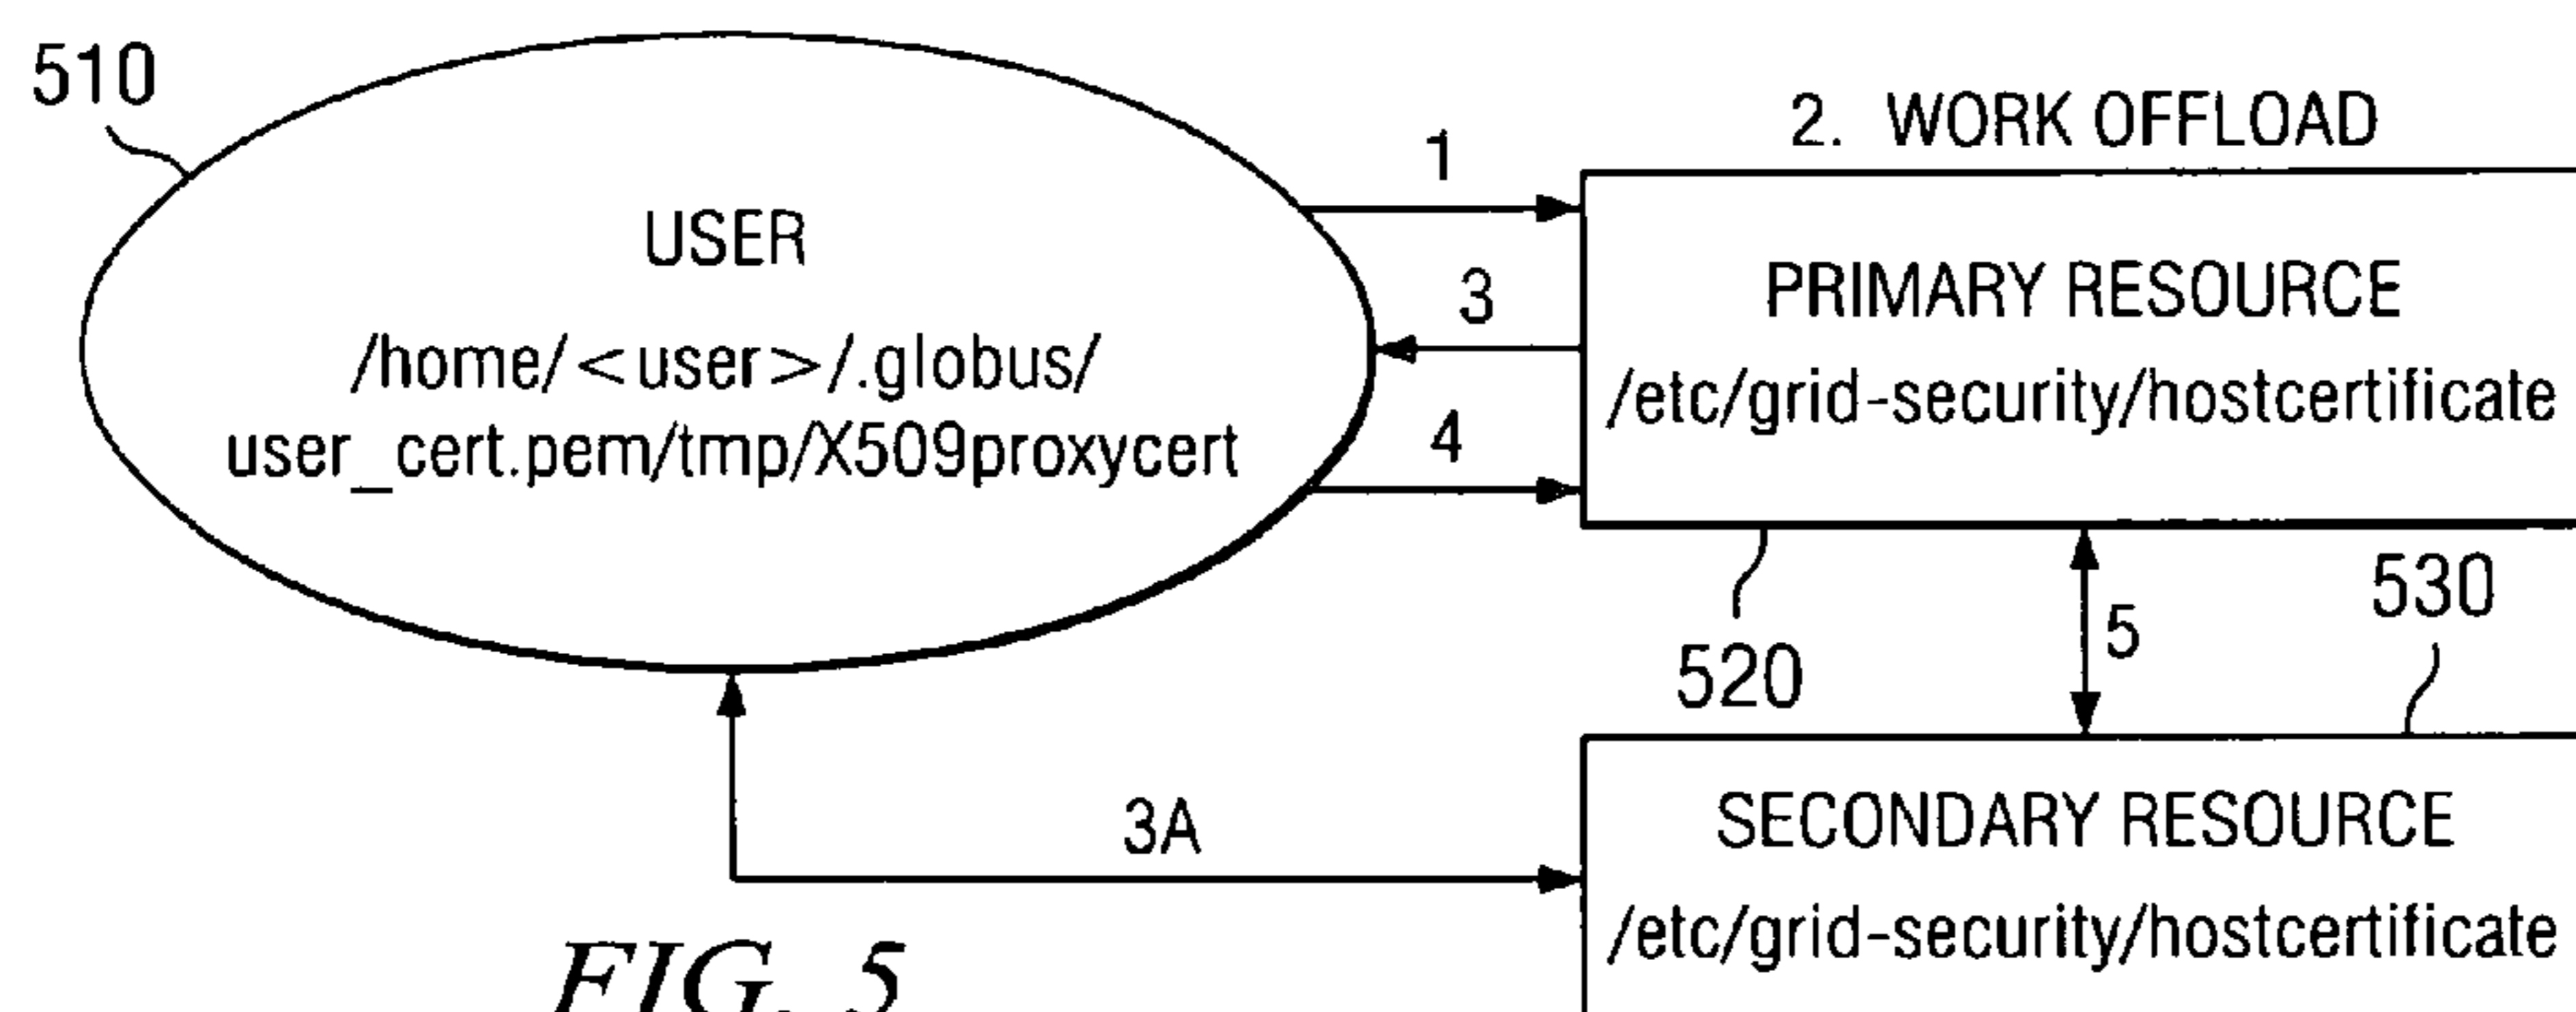 510
2. WORK OFFLOAD
1
USER
PRIMARY RESOURCE
3
/home/<user>/.globus/
/etc/grid-security/hostcertificate
user_cert.pem/tmp/X509proxycert
4
530
5
520
SECONDARY RESOURCE
3A
/etc/grid-security/hostcertificate
FIG. 5